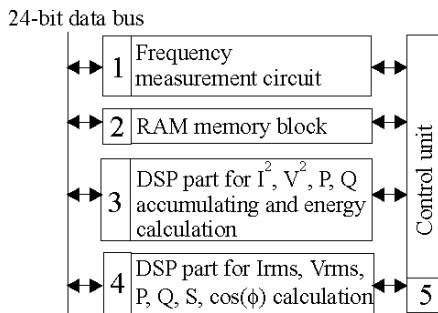 24-bit data bus
1 Frequency
measurement circuit
2 RAM memory block
3 DSP part for I², V², P, Q
accumulating and energy
calculation
4 DSP part for Irms, Vrms,
P, Q, S, cos(ϕ) calculation
Control unit
5